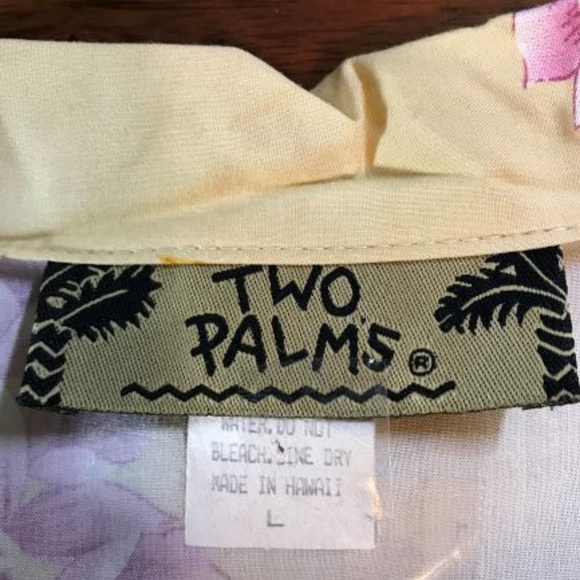 TWO
PALMS®
WATER. DO NOT
BLEACH. LINE DRY
MADE IN HAWAII
L